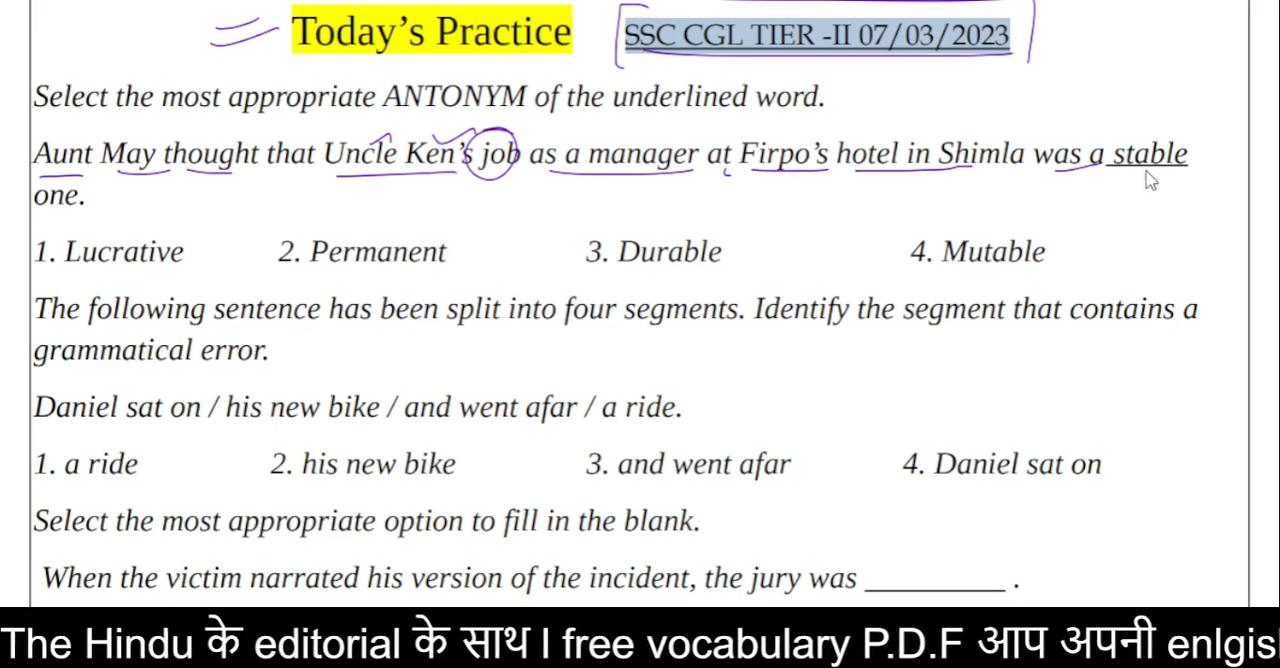 Today’s Practice SSC CGL TIER -II 07/03/2023
Select the most appropriate ANTONYM of the underlined word.
Aunt May thought that Uncle Ken’s job as a manager at Firpo’s hotel in Shimla was a stable
one.
1. Lucrative 2. Permanent 3. Durable 4. Mutable
The following sentence has been split into four segments. Identify the segment that contains a
grammatical error.
Daniel sat on / his new bike / and went afar / a ride.
1. a ride 2. his new bike 3. and went afar 4. Daniel sat on
Select the most appropriate option to fill in the blank.
When the victim narrated his version of the incident, the jury was _________ .
The Hindu के editorial के साथ l free vocabulary P.D.F आप अपनी enlgis